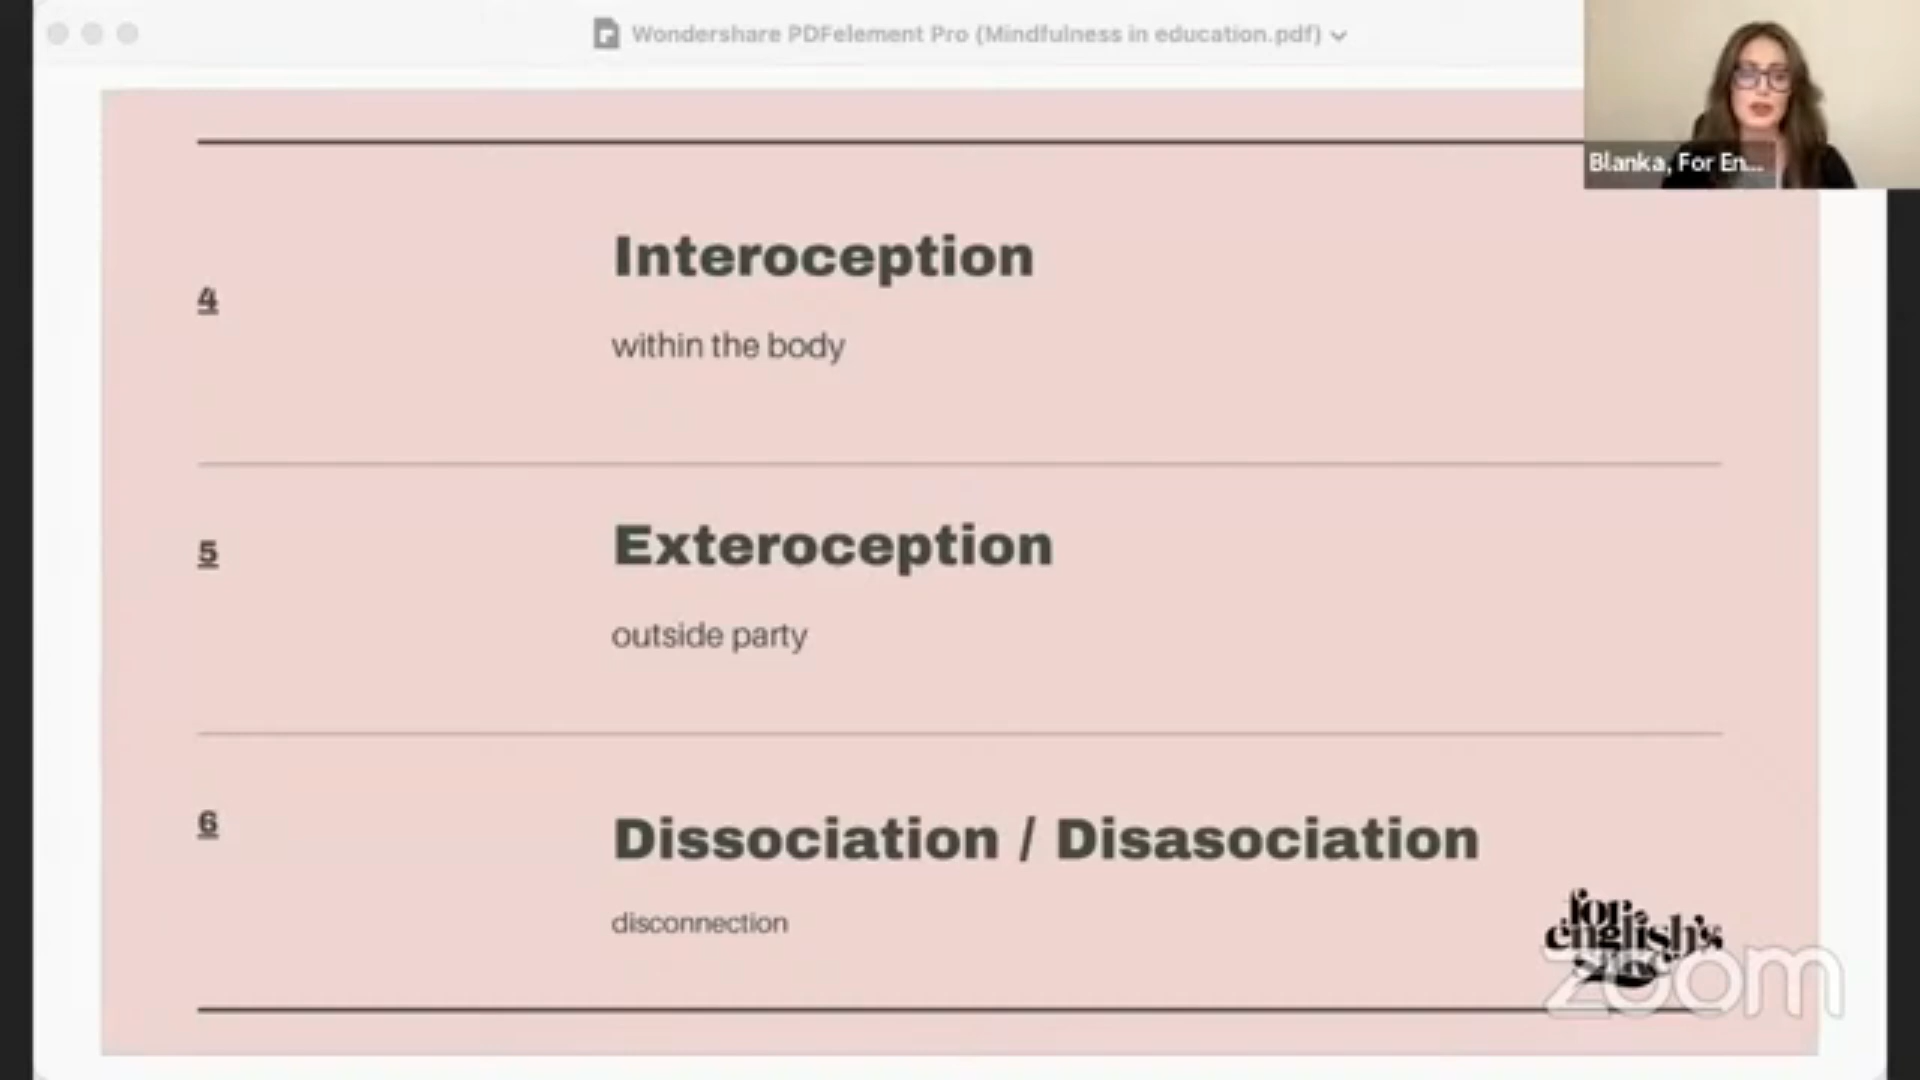 Wondershare PDFelement Pro (Mindfulness in education.pdf)
Blanka, For En...
4
Interoception
within the body
5
Exteroception
outside party
6
Dissociation / Disasociation
disconnection
for
english's
zoom